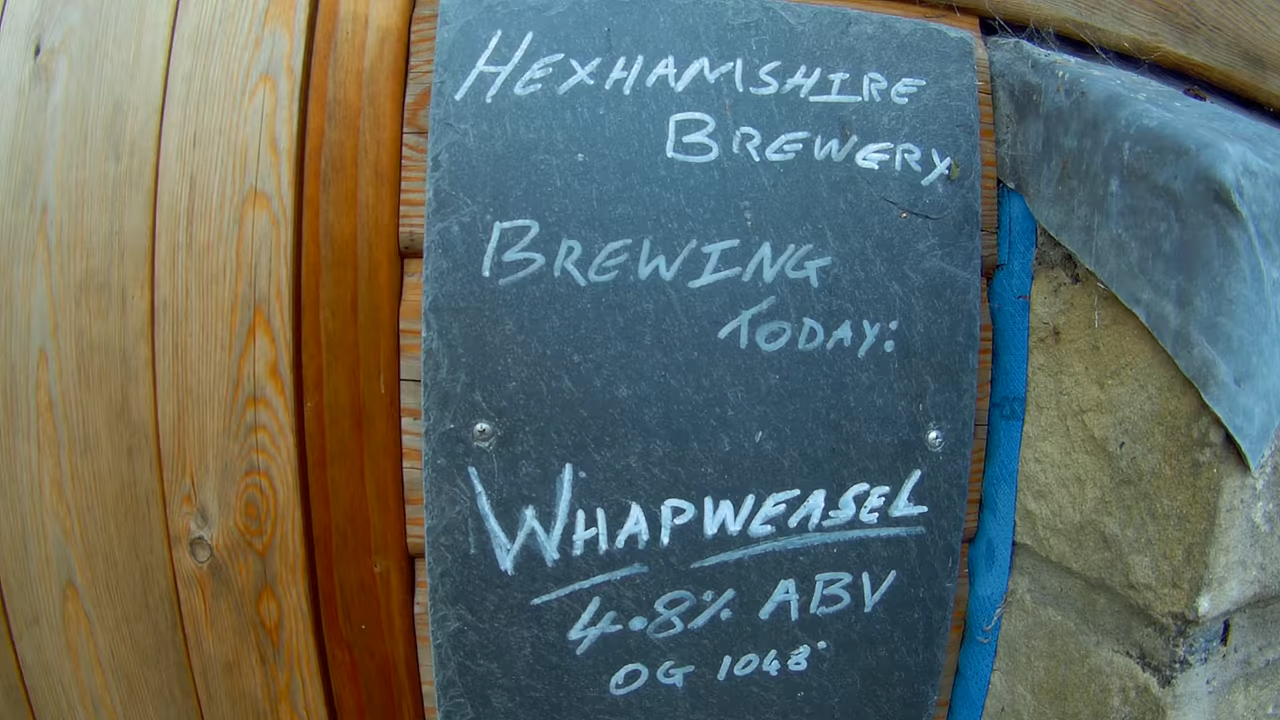 HEXHAMSHIRE
BREWERY
BREWING
TODAY:
WHAPWEASEL
4.8% ABV
OG 1048°